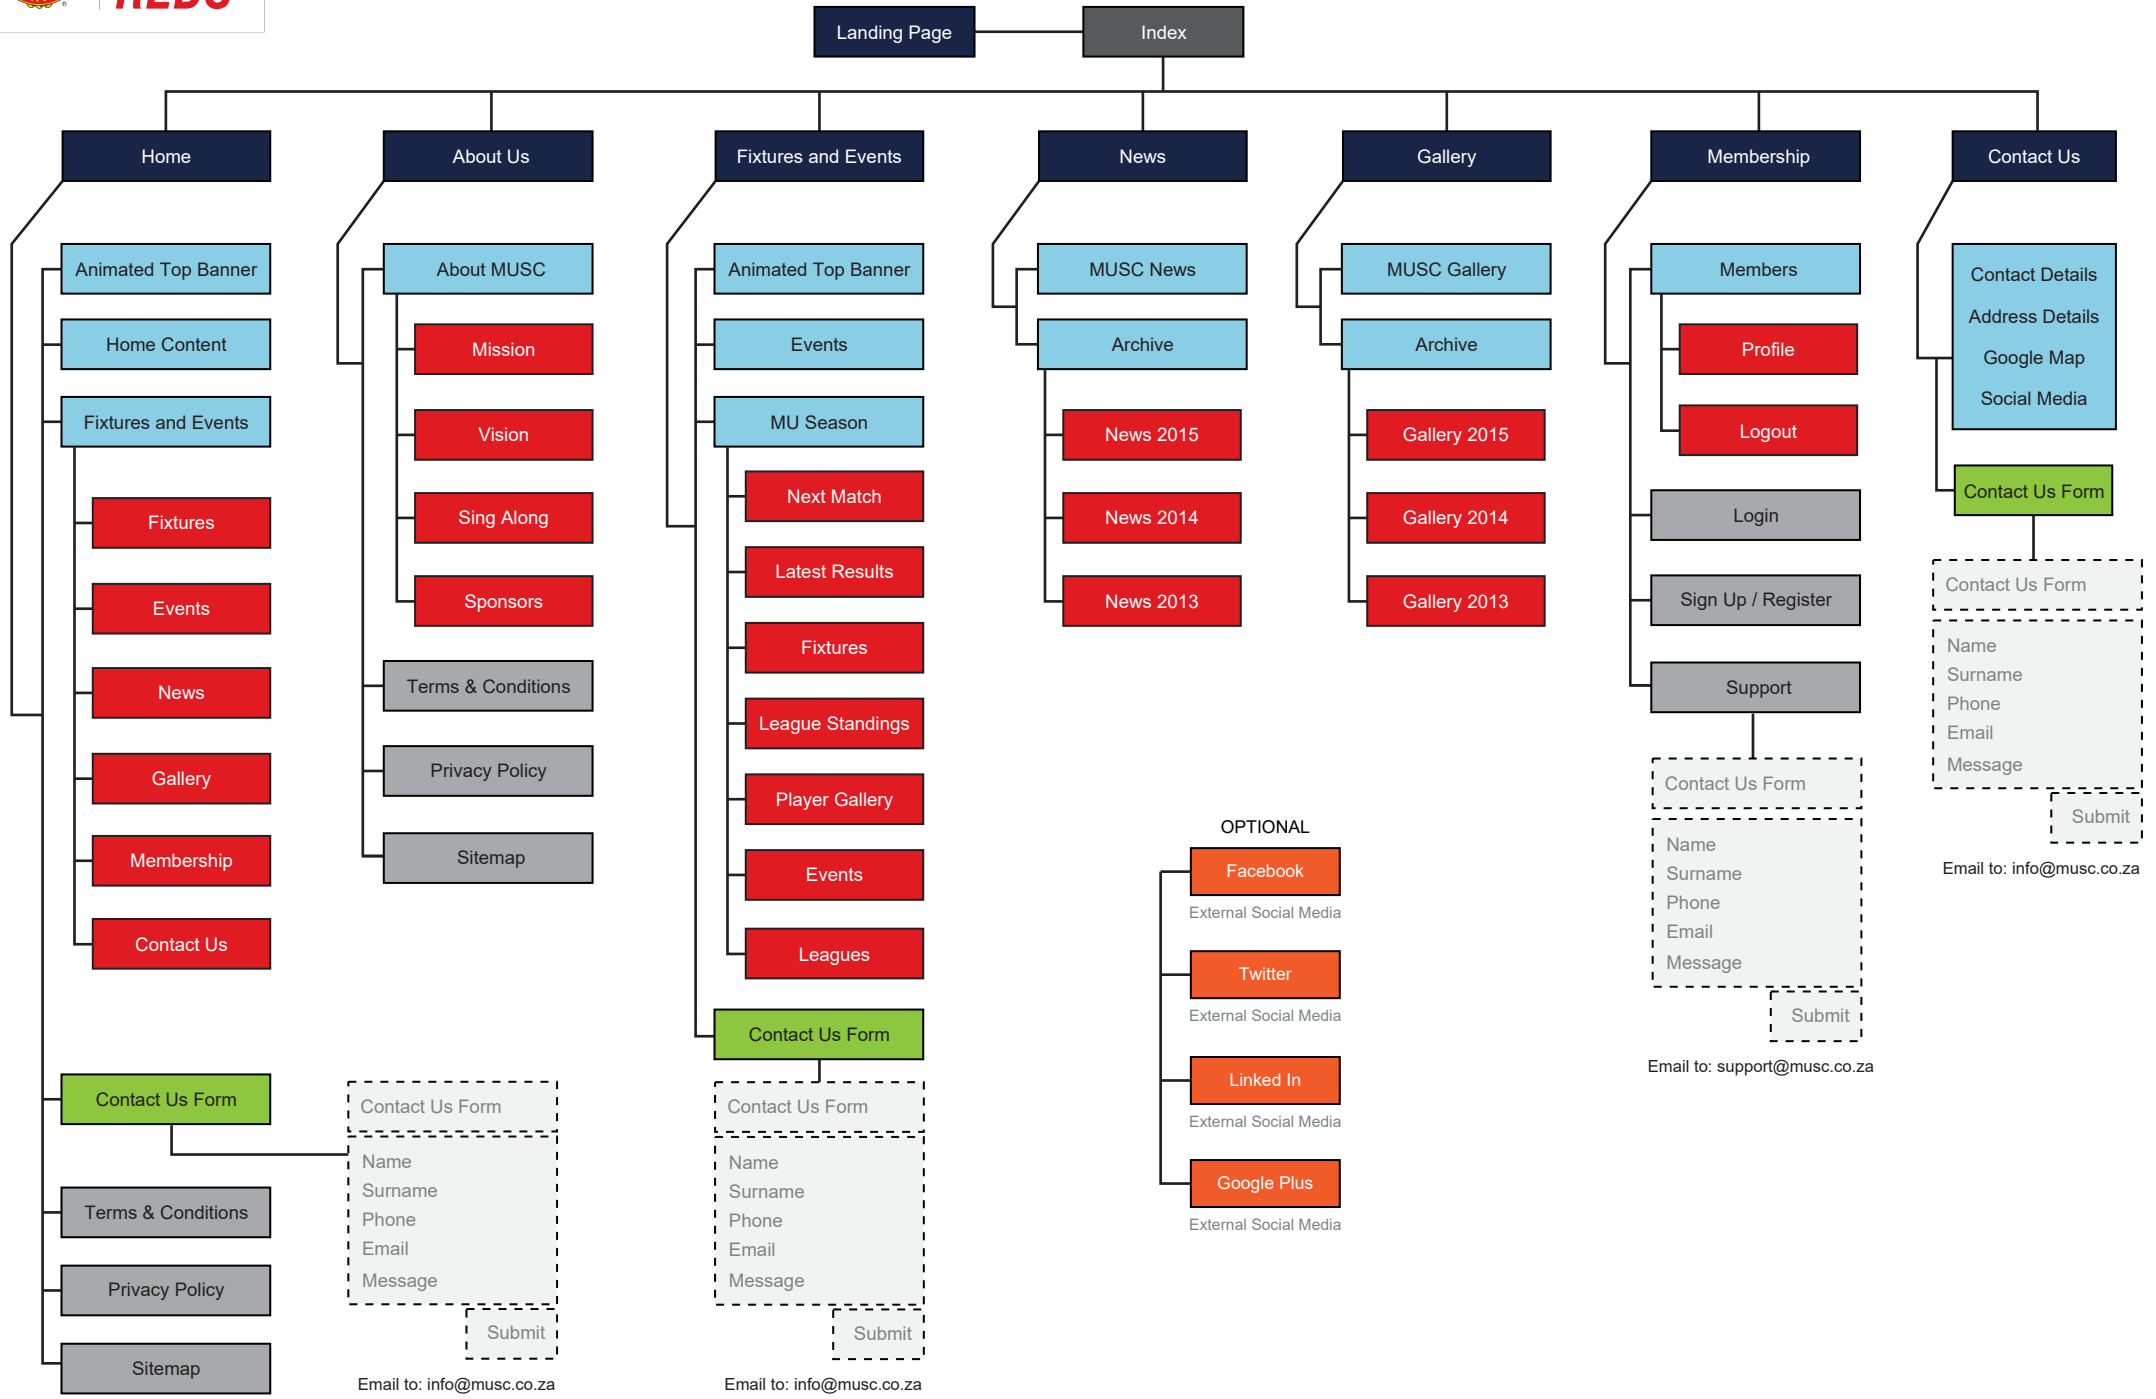 REDS
Landing Page
Index
Home
About Us
Fixtures and Events
News
Gallery
Membership
Contact Us
Animated Top Banner
Home Content
Fixtures and Events
Fixtures
Events
News
Gallery
Membership
Contact Us
Contact Us Form
Terms & Conditions
Privacy Policy
Sitemap
Contact Us Form
Name
Surname
Phone
Email
Message
Submit
Email to: info@musc.co.za
About MUSC
Mission
Vision
Sing Along
Sponsors
Terms & Conditions
Privacy Policy
Sitemap
Animated Top Banner
Events
MU Season
Next Match
Latest Results
Fixtures
League Standings
Player Gallery
Events
Leagues
Contact Us Form
Contact Us Form
Name
Surname
Phone
Email
Message
Submit
Email to: info@musc.co.za
MUSC News
Archive
News 2015
News 2014
News 2013
MUSC Gallery
Archive
Gallery 2015
Gallery 2014
Gallery 2013
OPTIONAL
Facebook
External Social Media
Twitter
External Social Media
Linked In
External Social Media
Google Plus
External Social Media
Members
Profile
Logout
Login
Sign Up / Register
Support
Contact Us Form
Name
Surname
Phone
Email
Message
Submit
Email to: support@musc.co.za
Contact Details
Address Details
Google Map
Social Media
Contact Us Form
Contact Us Form
Name
Surname
Phone
Email
Message
Submit
Email to: info@musc.co.za